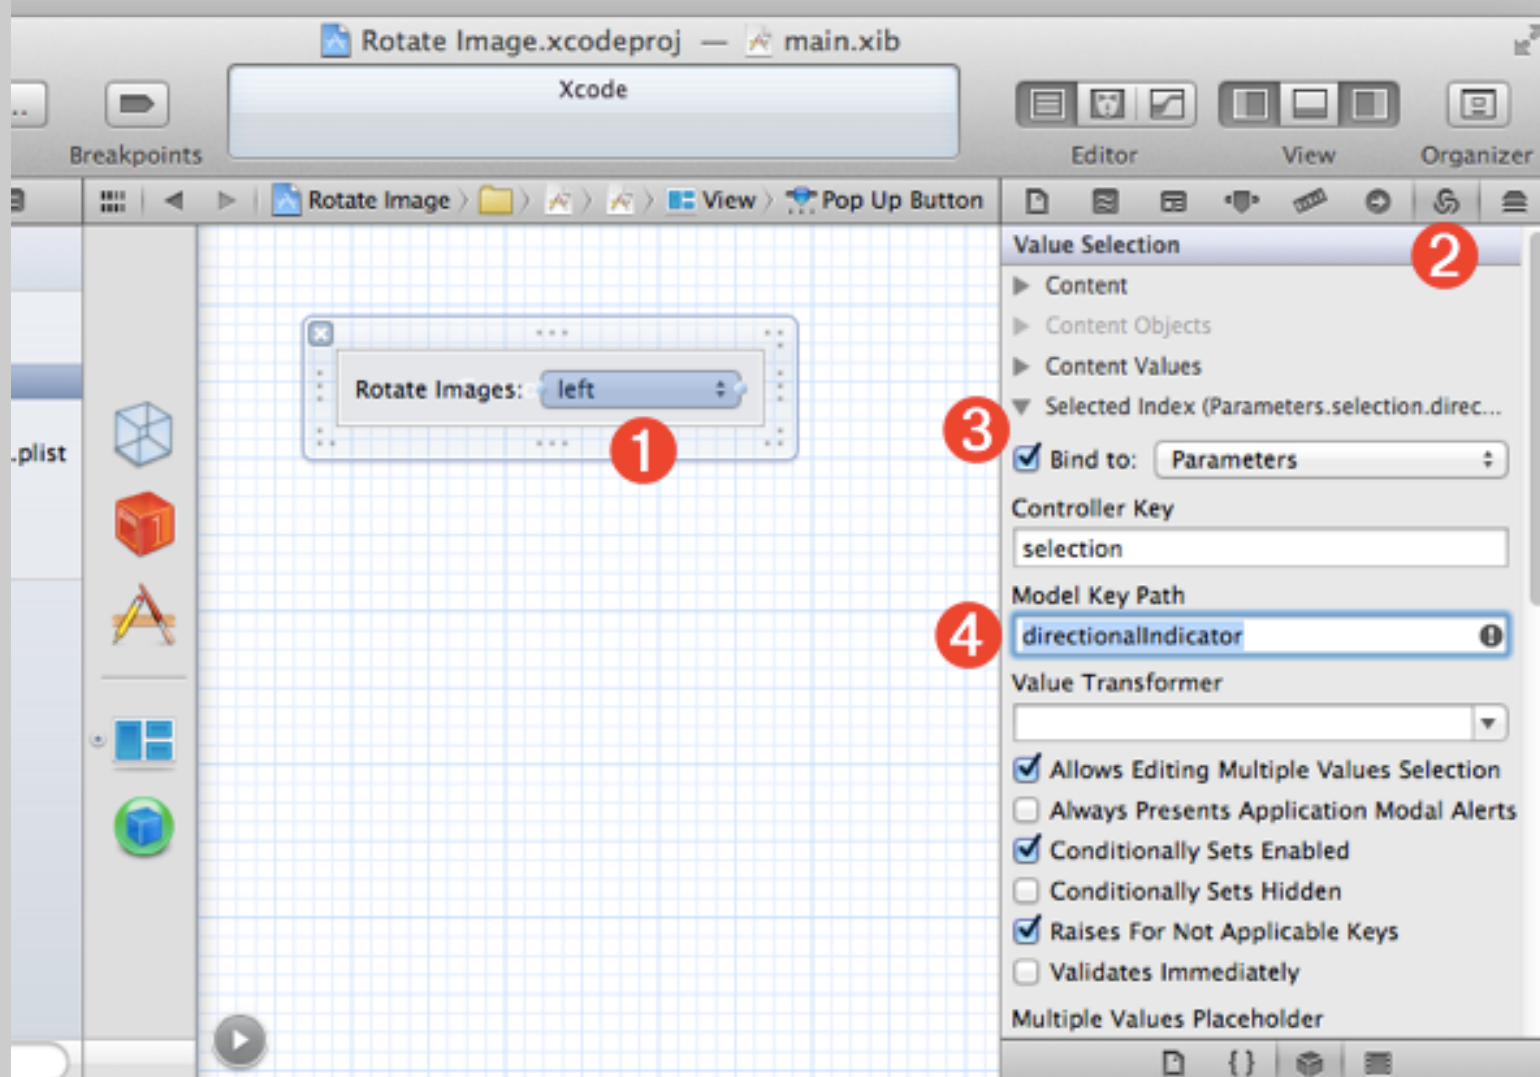 Rotate Image.xcodeproj — main.xib
Xcode
Breakpoints
Editor
View
Organizer
Rotate Image
View
Pop Up Button
.plist
Rotate Images: left
1
Value Selection
2
Content
Content Objects
Content Values
3
Selected Index (Parameters.selection.direc...
Bind to: Parameters
Controller Key
selection
Model Key Path
4
directionalIndicator
Value Transformer
Allows Editing Multiple Values Selection
Always Presents Application Modal Alerts
Conditionally Sets Enabled
Conditionally Sets Hidden
Raises For Not Applicable Keys
Validates Immediately
Multiple Values Placeholder